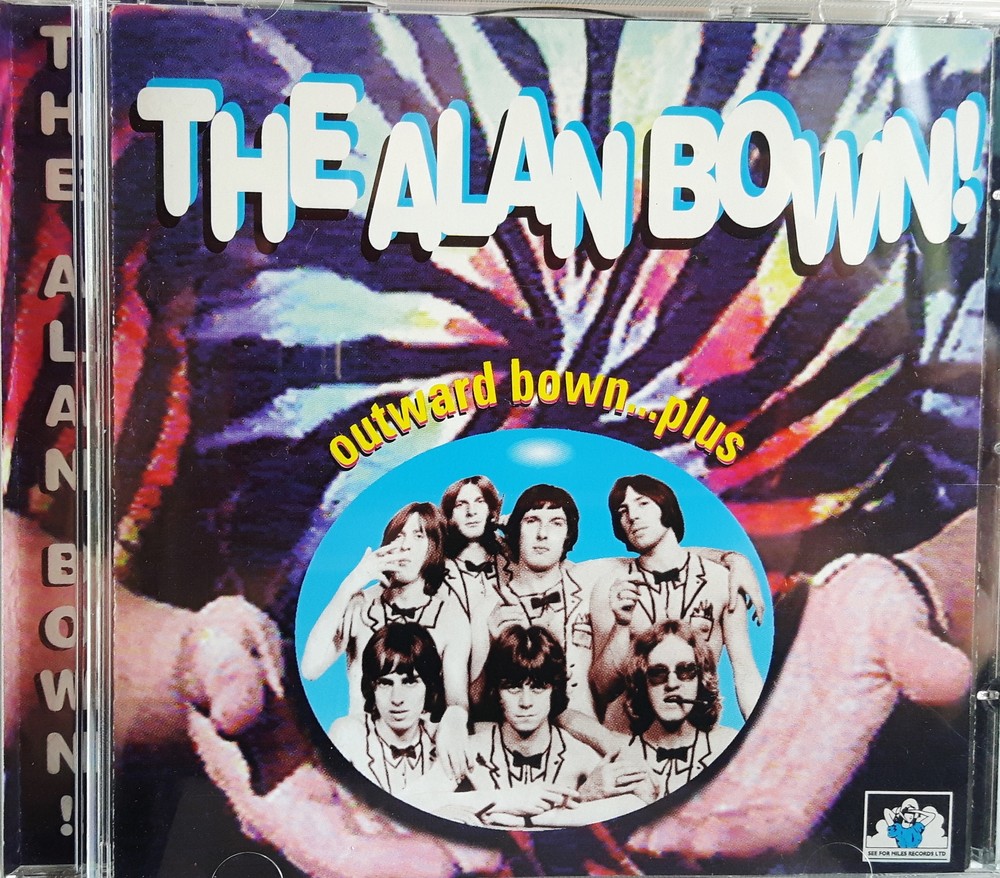 THE ALAN BOWN!
THE ALAN BOWN!
outward bown...plus
SEE FOR MILES RECORDS LTD